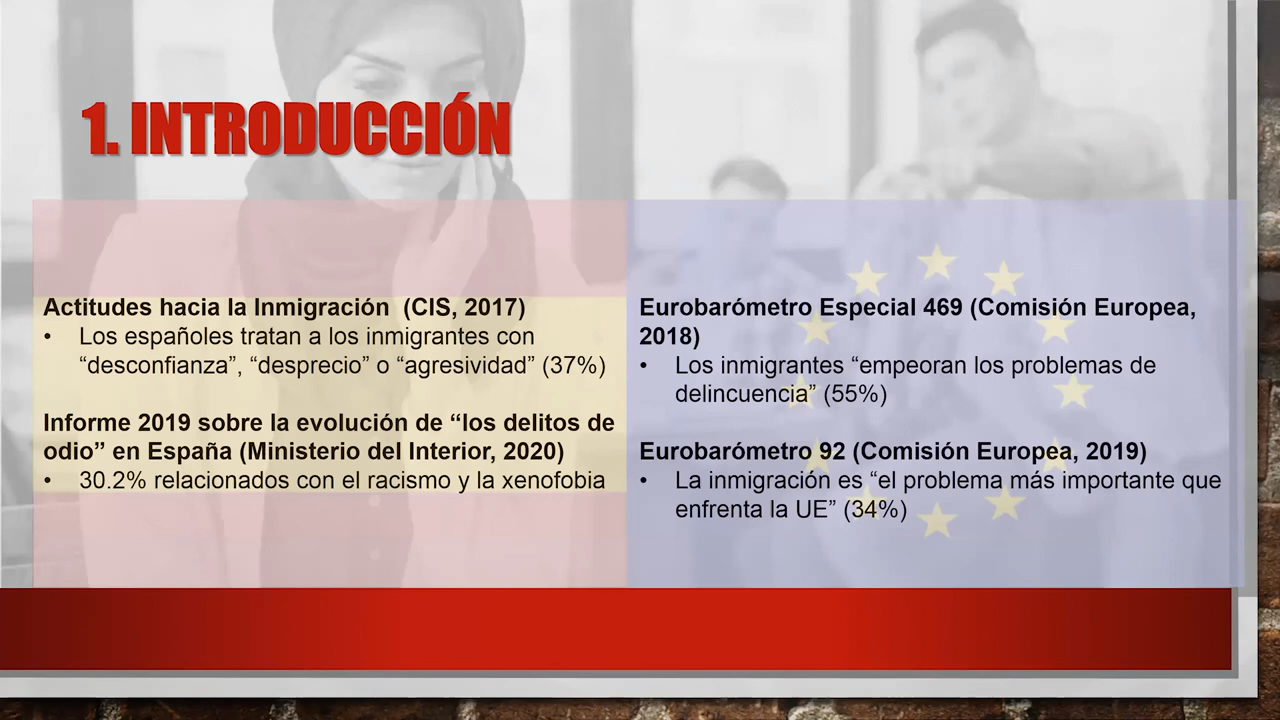 1. INTRODUCCIÓN
Actitudes hacia la Inmigración (CIS, 2017)
• Los españoles tratan a los inmigrantes con
“desconfianza”, “desprecio” o “agresividad” (37%)
Informe 2019 sobre la evolución de “los delitos de
odio” en España (Ministerio del Interior, 2020)
• 30.2% relacionados con el racismo y la xenofobia
Eurobarómetro Especial 469 (Comisión Europea,
2018)
• Los inmigrantes “empeoran los problemas de
delincuencia” (55%)
Eurobarómetro 92 (Comisión Europea, 2019)
• La inmigración es “el problema más importante que
enfrenta la UE” (34%)